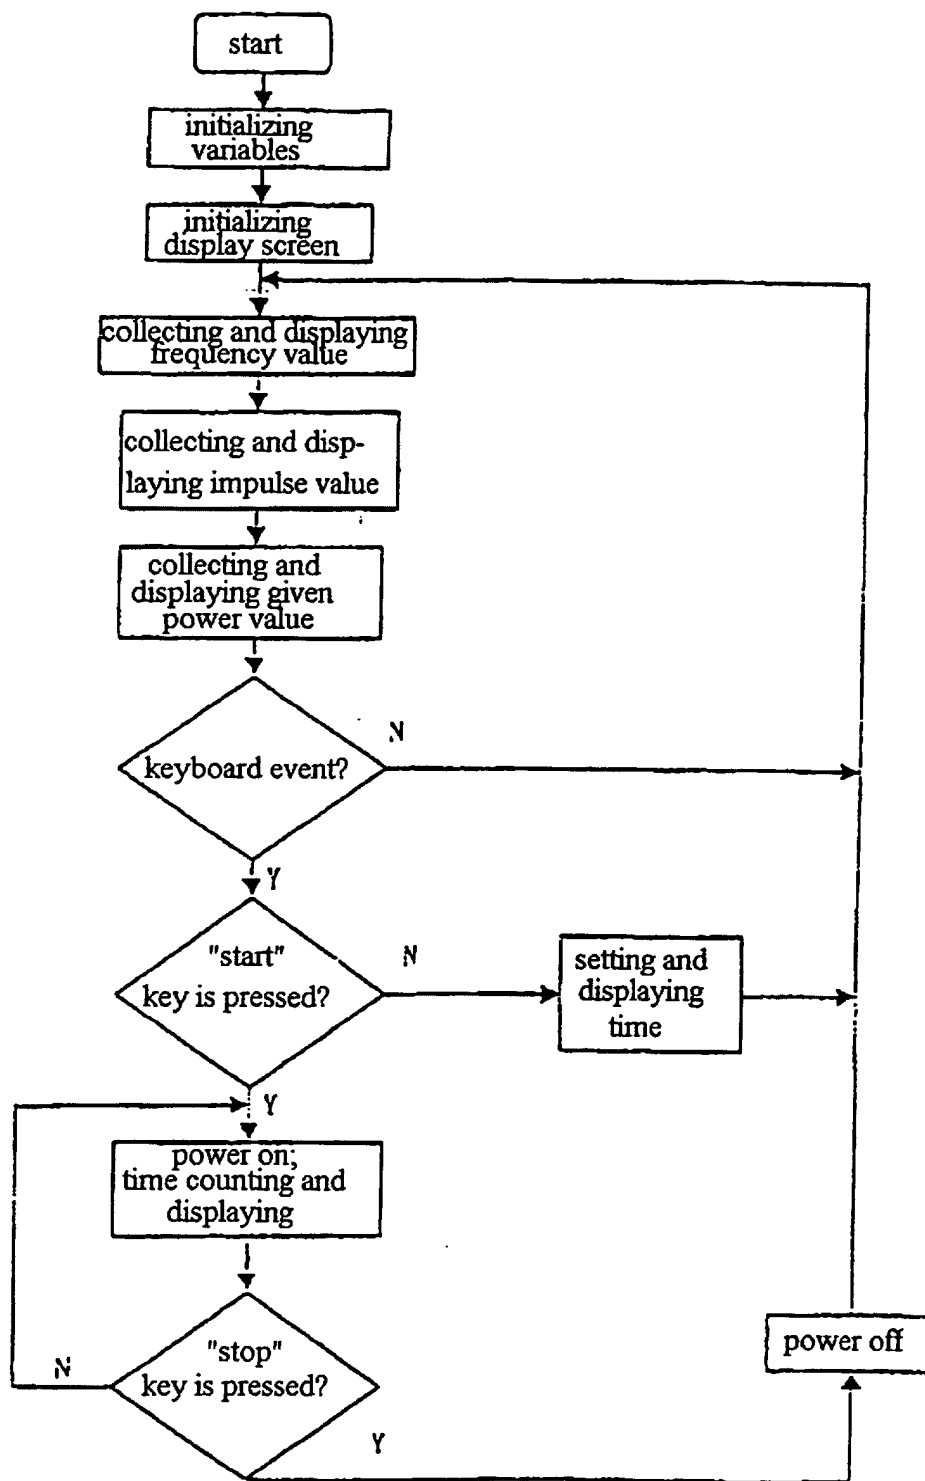 start
initializing
variables
initializing
display screen
collecting and displaying
frequency value
collecting and disp-
laying impulse value
collecting and
displaying given
power value
N
keyboard event?
Y
"start"
key is pressed?
N
setting and
displaying
time
Y
power on;
time counting and
displaying
"stop"
key is pressed?
N
Y
power off